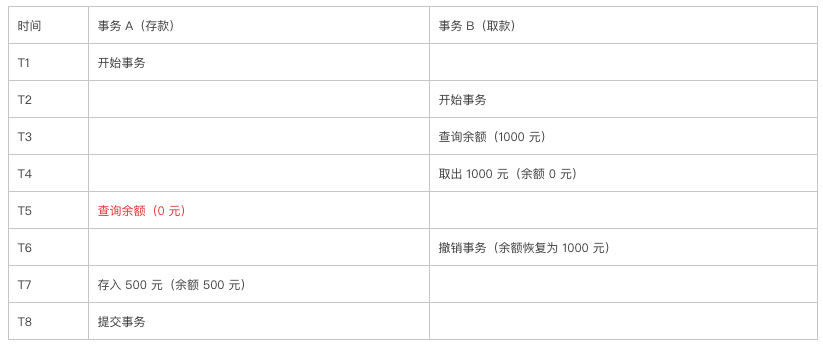 时间 事务 A（存款） 事务 B（取款）
T1 开始事务
T2 开始事务
T3 查询余额（1000 元）
T4 取出 1000 元（余额 0 元）
T5 查询余额（0 元）
T6 撤销事务（余额恢复为 1000 元）
T7 存入 500 元（余额 500 元）
T8 提交事务